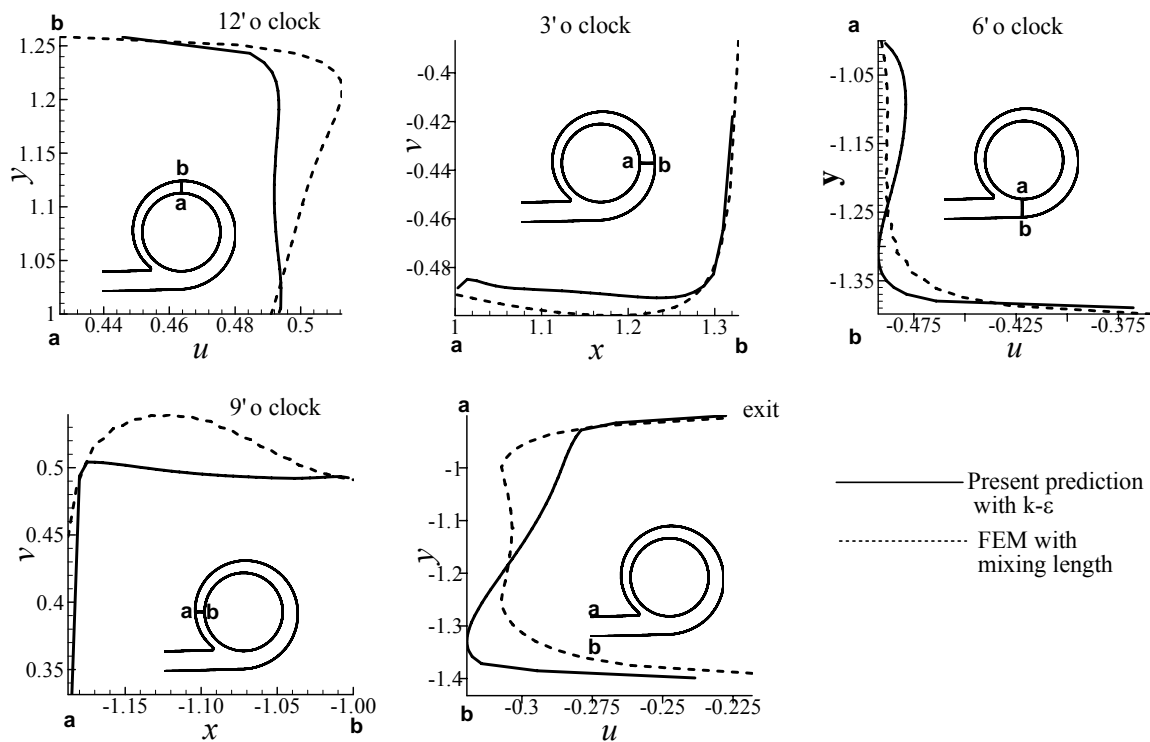 12' o clock
b
1.25
1.2
1.15
1.1
1.05
1
y
b
a
0.44 0.46 0.48 0.5
a
u
3' o clock
-0.4
-0.42
-0.44
-0.46
-0.48
v
a b
1 1.1 1.2 1.3
a b
x
6' o clock
a
-1.05
-1.15
-1.25
-1.35
y
a
b
-0.475 -0.425 -0.375
b
u
9' o clock
0.5
0.45
0.4
0.35
v
a b
-1.15 -1.10 -1.05 -1.00
a b
x
exit
a
-1
-1.1
-1.2
-1.3
-1.4
y
a
b
-0.3 -0.275 -0.25 -0.225
b
u
Present prediction
with k-ε
FEM with
mixing length